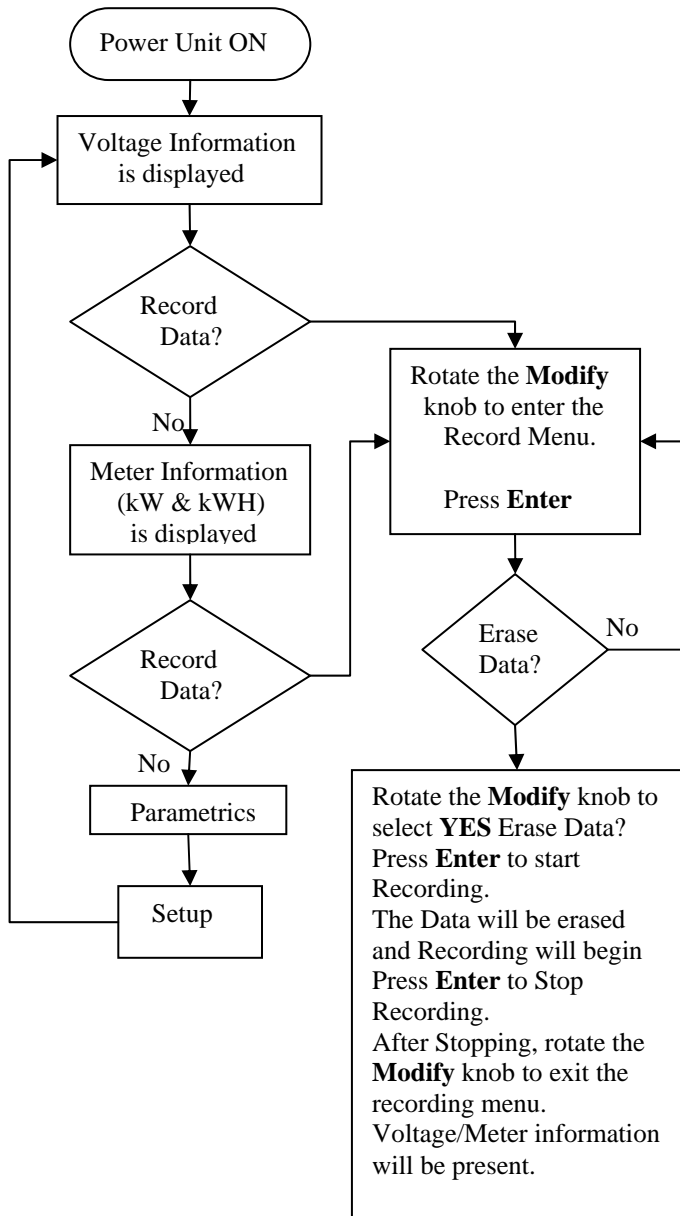 Power Unit ON
Voltage Information
is displayed
Record
Data?
No
Meter Information
(kW & kWH)
is displayed
Record
Data?
No
Parametrics
Setup
Rotate the Modify
knob to enter the
Record Menu.
Press Enter
Erase
Data?
No
Rotate the Modify knob to
select YES Erase Data?
Press Enter to start
Recording.
The Data will be erased
and Recording will begin
Press Enter to Stop
Recording.
After Stopping, rotate the
Modify knob to exit the
recording menu.
Voltage/Meter information
will be present.